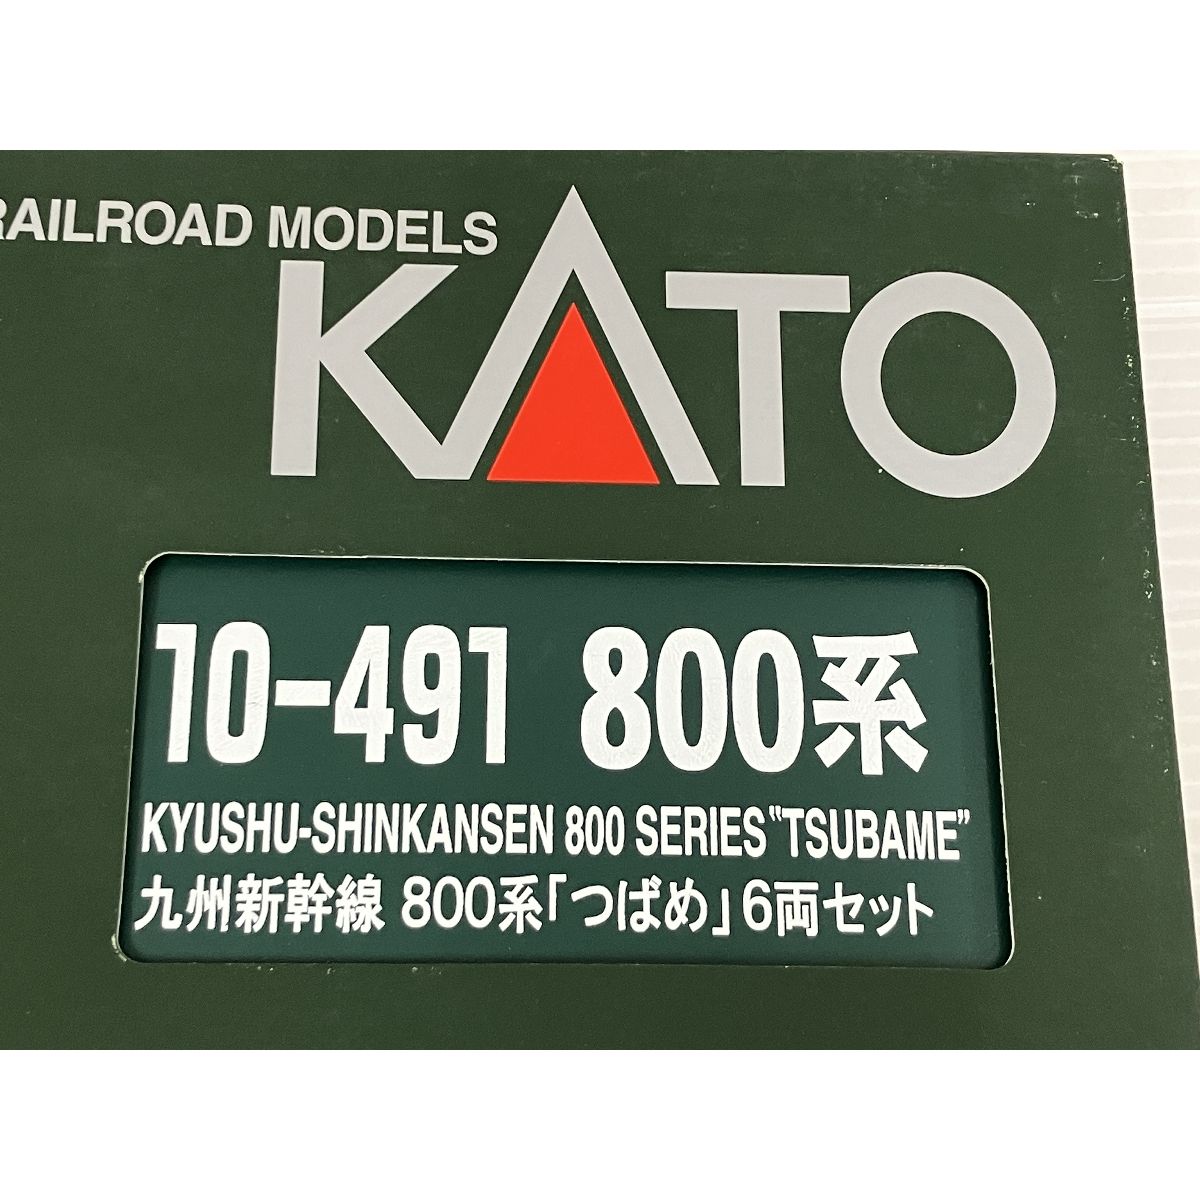 RAILROAD MODELS
KATO
10-491 800系
KYUSHU-SHINKANSEN 800 SERIES "TSUBAME"
九州新幹線 800系「つばめ」6両セット